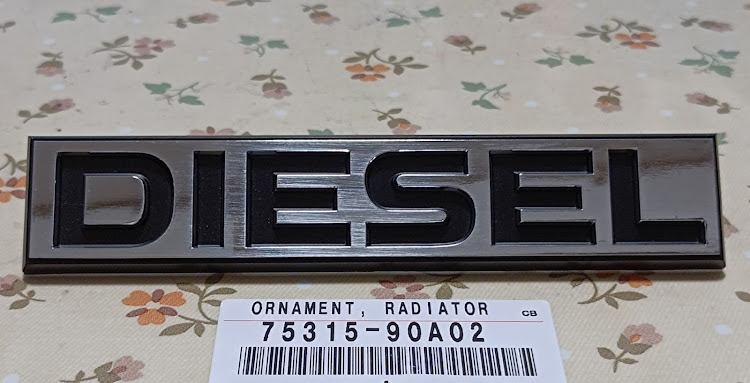 DIESEL
ORNAMENT, RADIATOR CB
75315-90A02